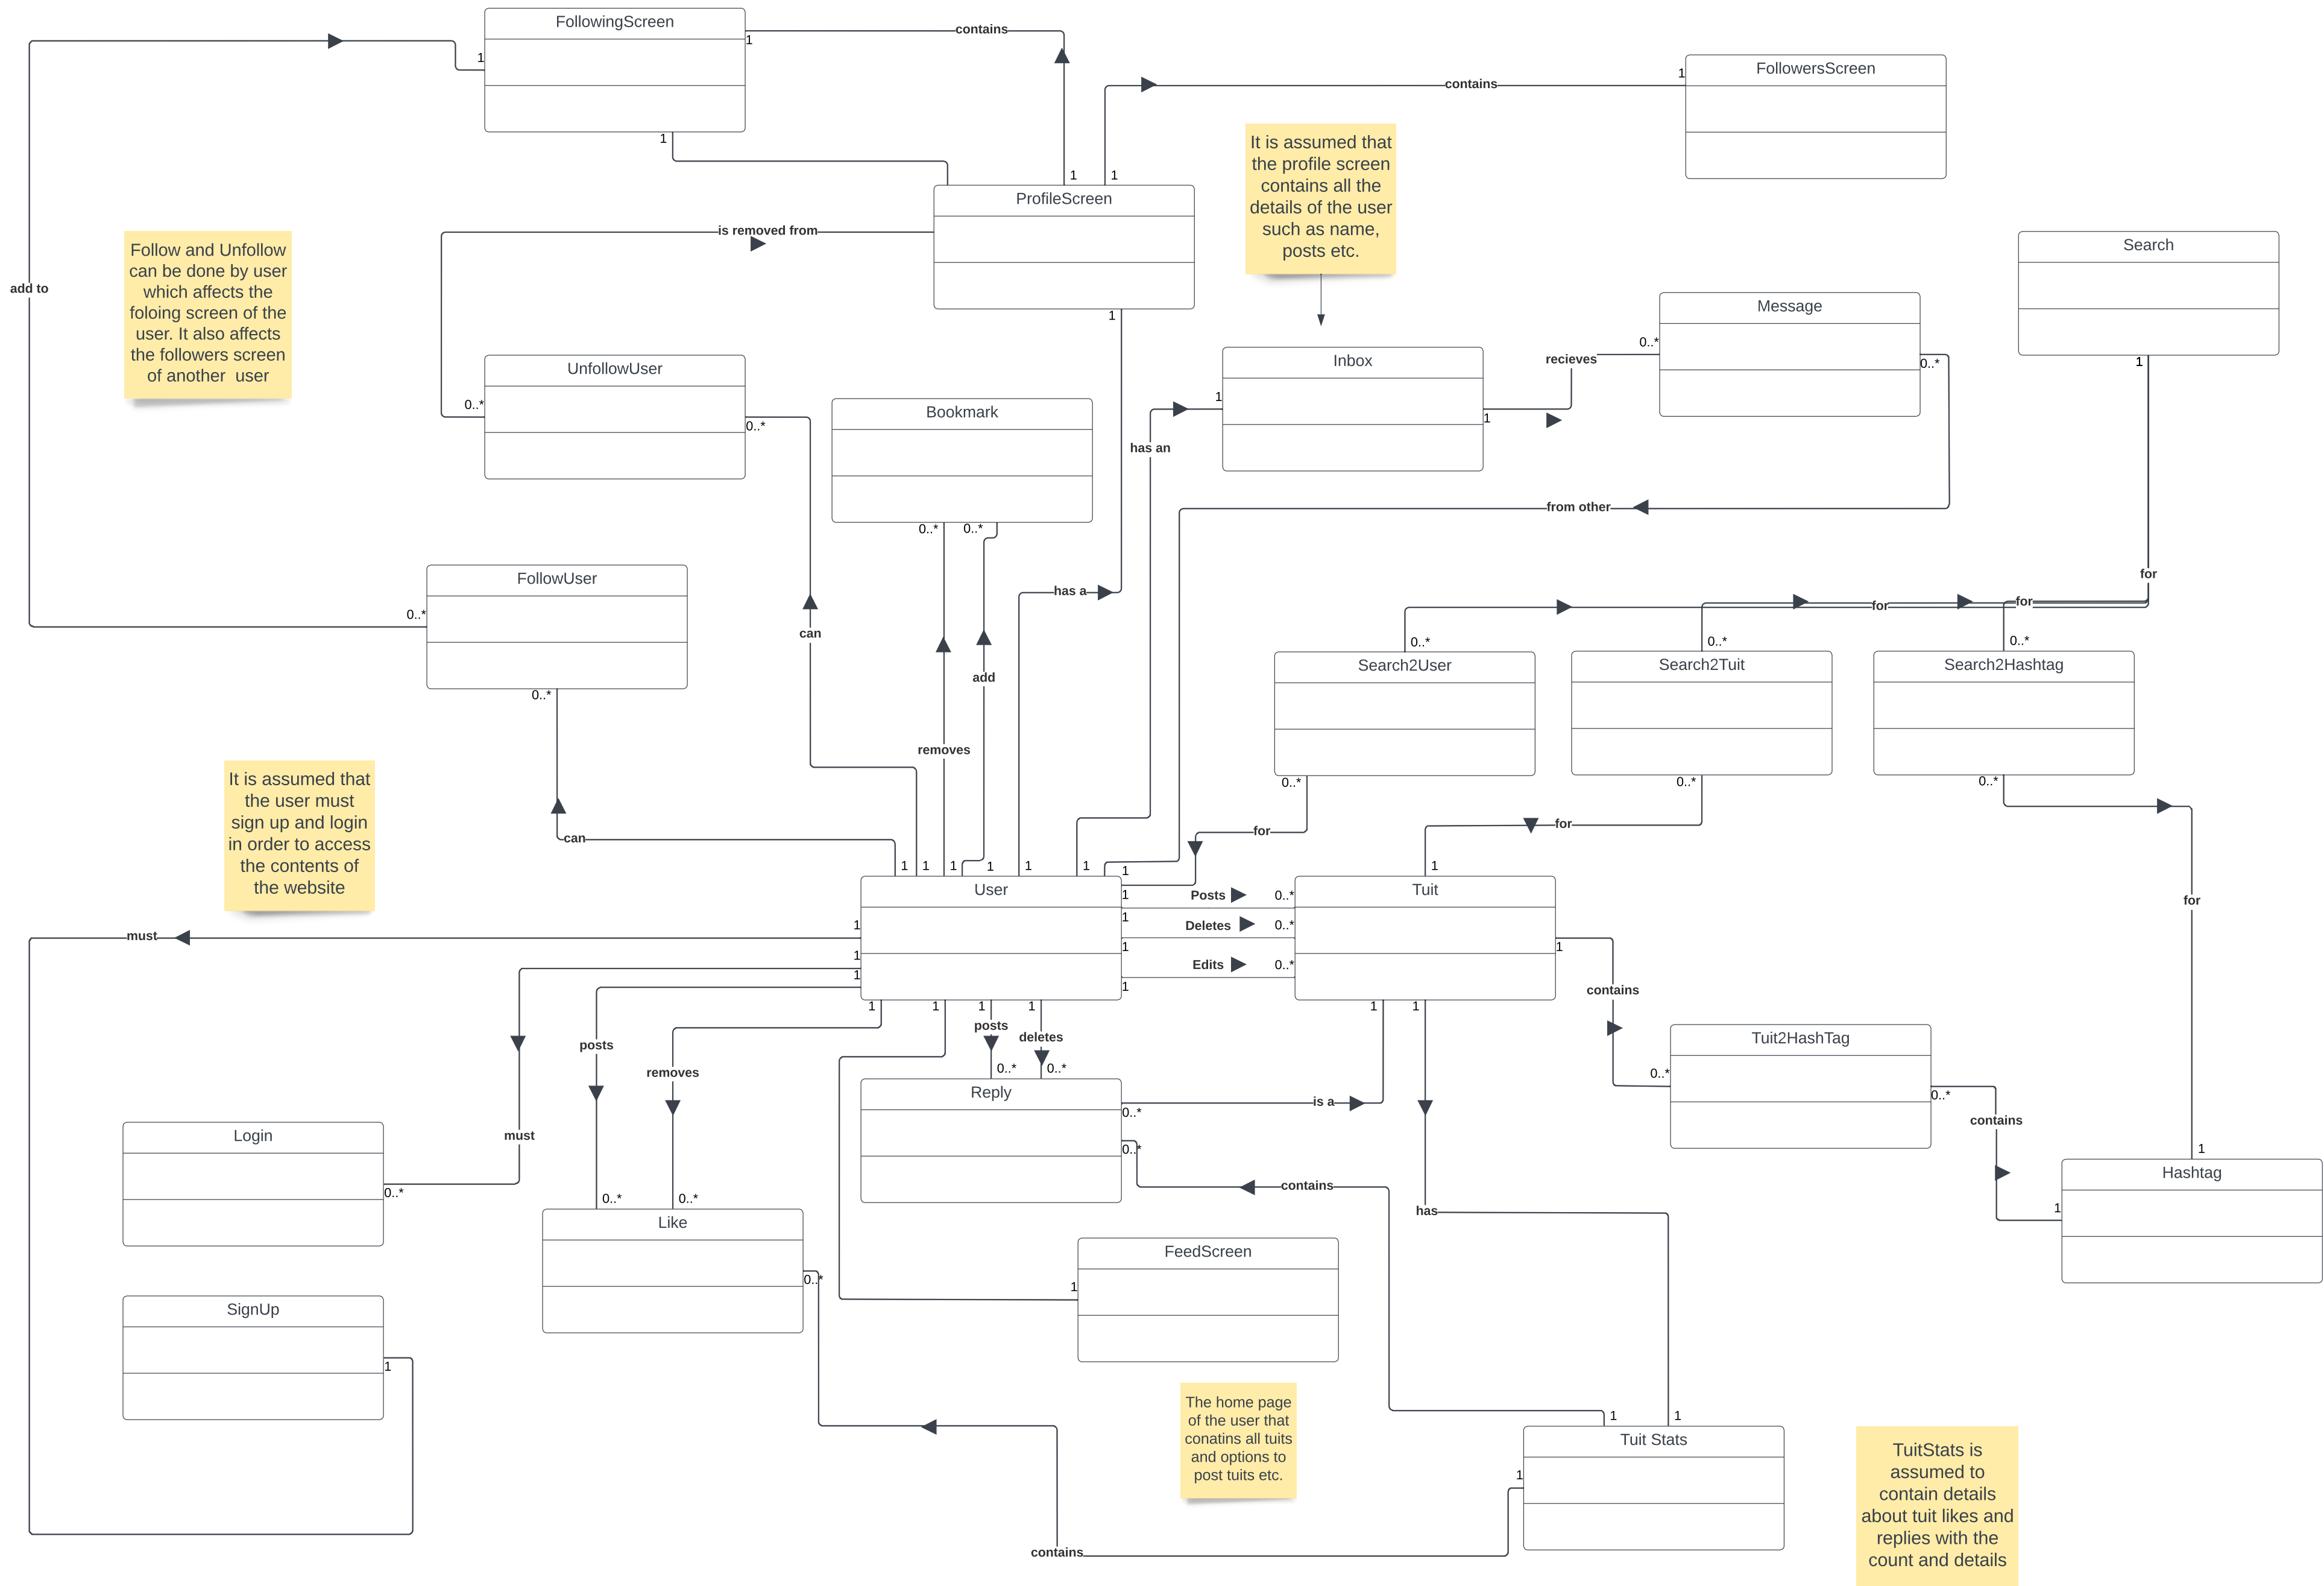 FollowingScreen
1
1
contains
1
FollowersScreen
1
contains
1
1
ProfileScreen
is removed from
1
It is assumed that
the profile screen
contains all the
details of the user
such as name,
posts etc.
Search
1
Follow and Unfollow
can be done by user
which affects the
foloing screen of the
user. It also affects
the followers screen
of another  user
add to
Message
0..*
0..*
Inbox
1
1
recieves
UnfollowUser
0..*
0..*
Bookmark
0..*
0..*
has an
from other
FollowUser
0..*
0..*
has a
can
add
removes
for
for
for
0..*
0..*
0..*
Search2User
Search2Tuit
Search2Hashtag
0..*
0..*
0..*
It is assumed that
the user must
sign up and login
in order to access
the contents of
the website
can
for
for
for
1
1
1
1
1
1
1
1
User
1
1
1
1
1
1
1
Posts
0..*
Deletes
0..*
Edits
0..*
1
Tuit
1
must
contains
1
1
1
1
1
1
posts
removes
posts
deletes
0..*
0..*
Reply
0..*
is a
0..*
Tuit2HashTag
0..*
0..*
contains
1
1
Hashtag
Login
0..*
must
0..*
0..*
Like
0..*
contains
has
FeedScreen
1
SignUp
1
The home page
of the user that
conatins all tuits
and options to
post tuits etc.
1
1
Tuit Stats
1
contains
TuitStats is
assumed to
contain details
about tuit likes and
replies with the
count and details